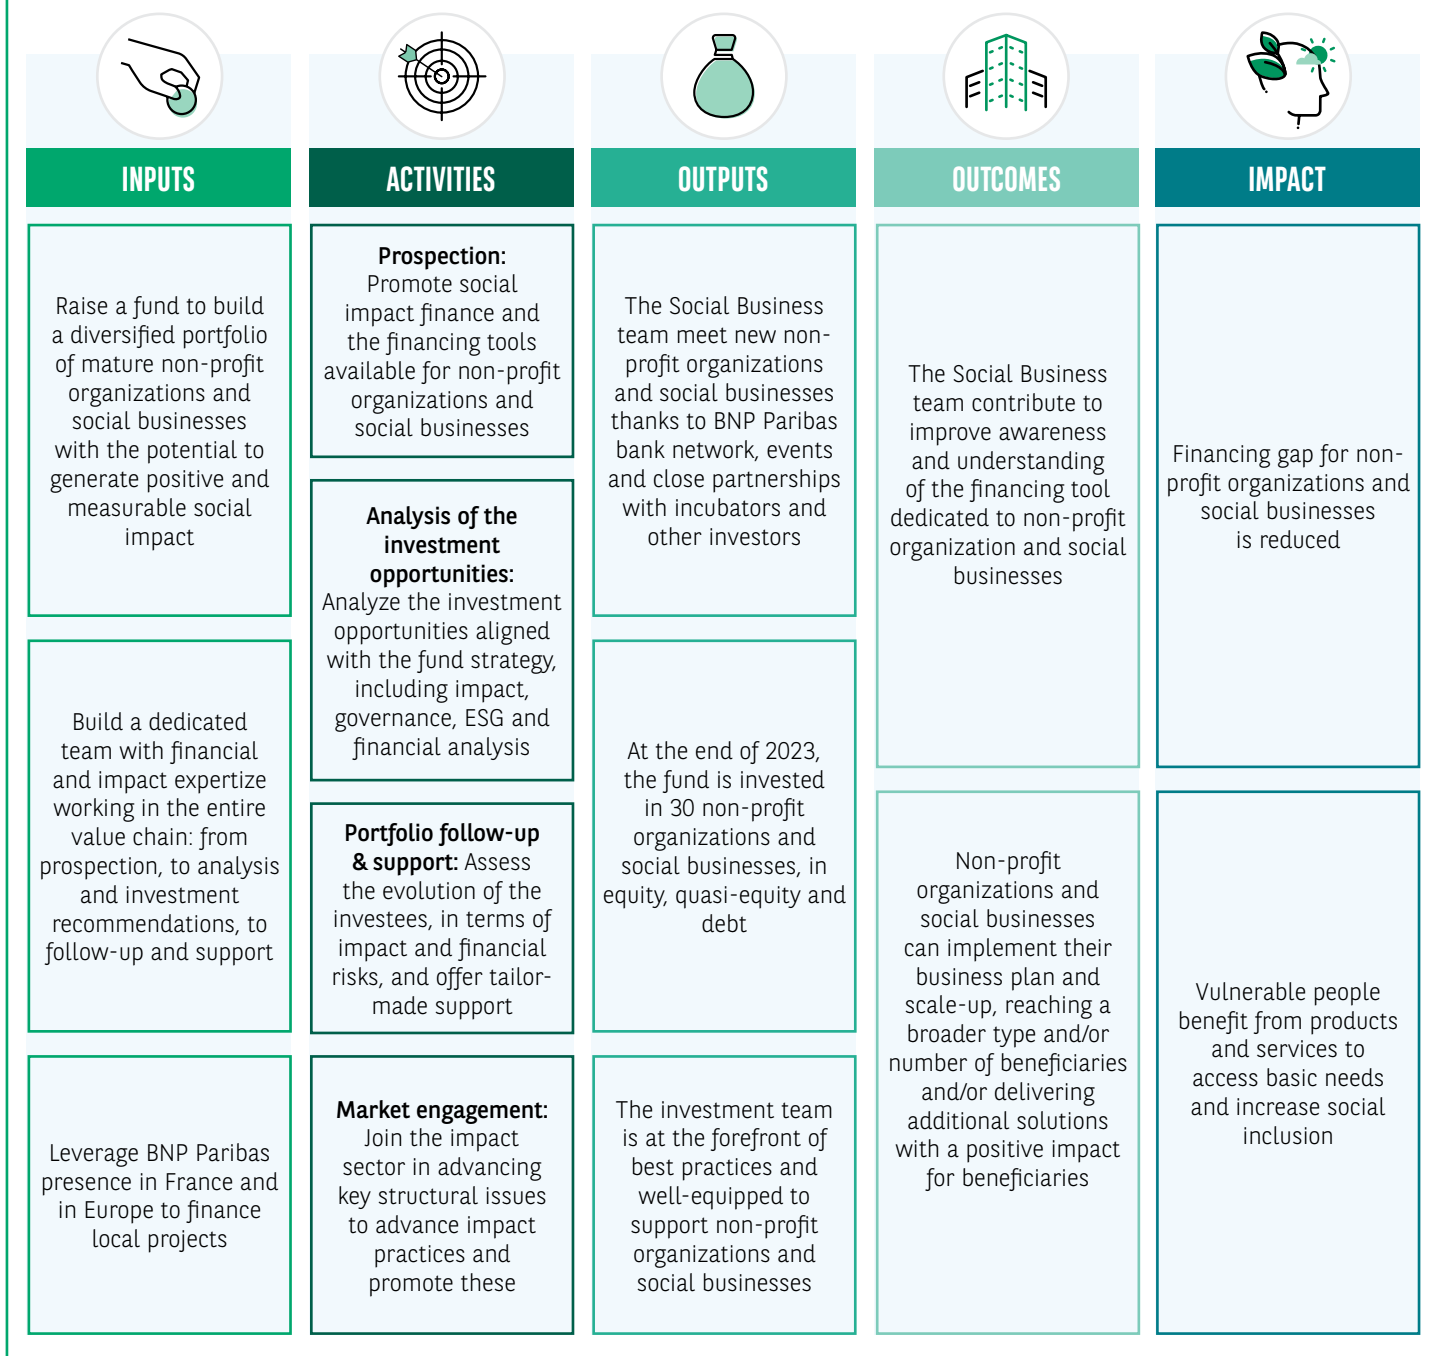 INPUTS
Raise a fund to build
a diversified portfolio
of mature non-profit
organizations and
social businesses
with the potential to
generate positive and
measurable social
impact
Build a dedicated
team with financial
and impact expertize
working in the entire
value chain: from
prospection, to analysis
and investment
recommendations, to
follow-up and support
Leverage BNP Paribas
presence in France and
in Europe to finance
local projects
ACTIVITIES
Prospection:
Promote social
impact finance and
the financing tools
available for non-profit
organizations and
social businesses
Analysis of the
investment
opportunities:
Analyze the investment
opportunities aligned
with the fund strategy,
including impact,
governance, ESG and
financial analysis
Portfolio follow-up
& support: Assess
the evolution of the
investees, in terms of
impact and financial
risks, and offer tailor-
made support
Market engagement:
Join the impact
sector in advancing
key structural issues
to advance impact
practices and
promote these
OUTPUTS
The Social Business
team meet new non-
profit organizations
and social businesses
thanks to BNP Paribas
bank network, events
and close partnerships
with incubators and
other investors
At the end of 2023,
the fund is invested
in 30 non-profit
organizations and
social businesses, in
equity, quasi-equity and
debt
The investment team
is at the forefront of
best practices and
well-equipped to
support non-profit
organizations and
social businesses
OUTCOMES
The Social Business
team contribute to
improve awareness
and understanding
of the financing tool
dedicated to non-profit
organization and social
businesses
Non-profit
organizations and
social businesses
can implement their
business plan and
scale-up, reaching a
broader type and/or
number of beneficiaries
and/or delivering
additional solutions
with a positive impact
for beneficiaries
IMPACT
Financing gap for non-
profit organizations and
social businesses
is reduced
Vulnerable people
benefit from products
and services to
access basic needs
and increase social
inclusion